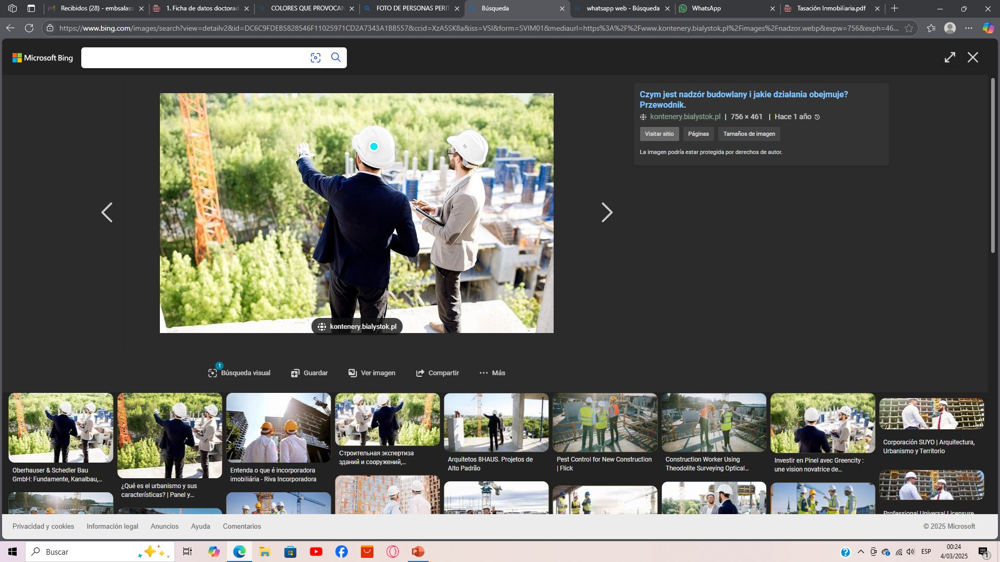 Recibidos (28) - embsalass
1. Ficha de datos doctorad
COLORES QUE PROVOCAN
FOTO DE PERSONAS PERIT
Búsqueda
whatsapp web - Búsqueda
WhatsApp
Tasación Inmobiliaria.pdf
https://www.bing.com/images/search?view=detailv2&id=DC6C9FDEB5828546F11025971CD2A7343A1BB557&ccid=XzA5SK8a&iss=VSI&form=SVIM01&mediaurl=https%3A%2F%2Fwww.kontenery.bialystok.pl%2Fimages%2Fnadzor.webp&expw=756&exph=46...
Microsoft Bing
Czym jest nadzór budowlany i jakie działania obejmuje?
Przewodnik.
kontenery.bialystok.pl | 756 × 461 | Hace 1 año
Visitar sitio
Páginas
Tamaños de imagen
La imagen podría estar protegida por derechos de autor.
kontenery.bialystok.pl
1
Búsqueda visual
Guardar
Ver imagen
Compartir
Más
Oberhauser & Schedler Bau
GmbH: Fundamente, Kanalbau,...
¿Qué es el urbanismo y sus
características? | Panel y...
Entenda o que é incorporadora
imobiliária - Riva Incorporadora
Строительная экспертиза
зданий и сооружений,...
Arquitetos 8HAUS. Projetos de
Alto Padrão
Pest Control for New Construction
| Flick
Construction Worker Using
Theodolite Surveying Optical...
Investir en Pinel avec Greencity :
une vision novatrice de...
Corporación SUYO | Arquitectura,
Urbanismo y Territorio
Professional Universal Licensure
Privacidad y cookies
Información legal
Anuncios
Ayuda
Comentarios
© 2025 Microsoft
Buscar
ESP
00:24
4/03/2025
1